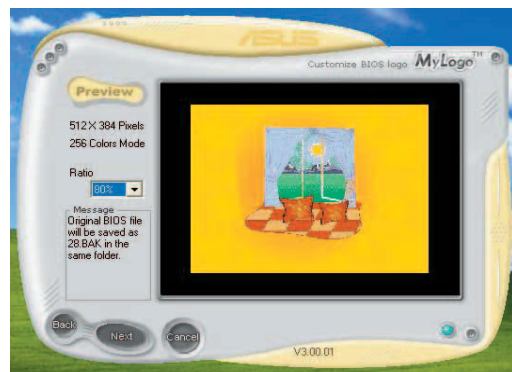 ASUS
Customize BIOS logo MyLogo™
Preview
512 X 384 Pixels
256 Colors Mode
Ratio
80%
Message
Original BIOS file
will be saved as
28.BAK in the
same folder.
Back
Next
Cancel
V3.00.01